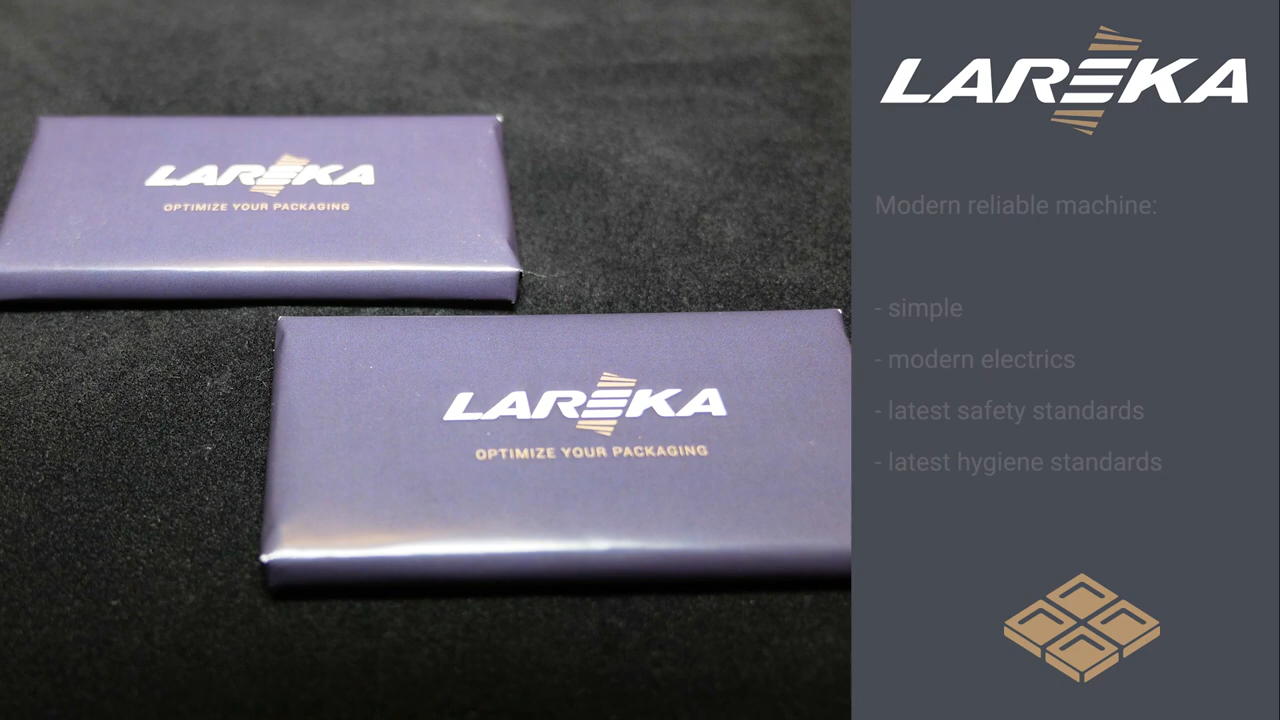 LAREKA
OPTIMIZE YOUR PACKAGING
LAREKA
OPTIMIZE YOUR PACKAGING
LAREKA
Modern reliable machine:
- simple
- modern electrics
- latest safety standards
- latest hygiene standards